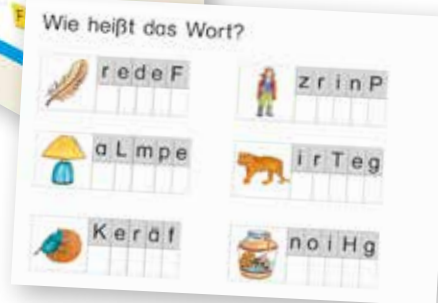 F
Wie heißt das Wort?
r e d e F
z r i n P
a L m p e
i r T e g
K e r ä f
n o i H g